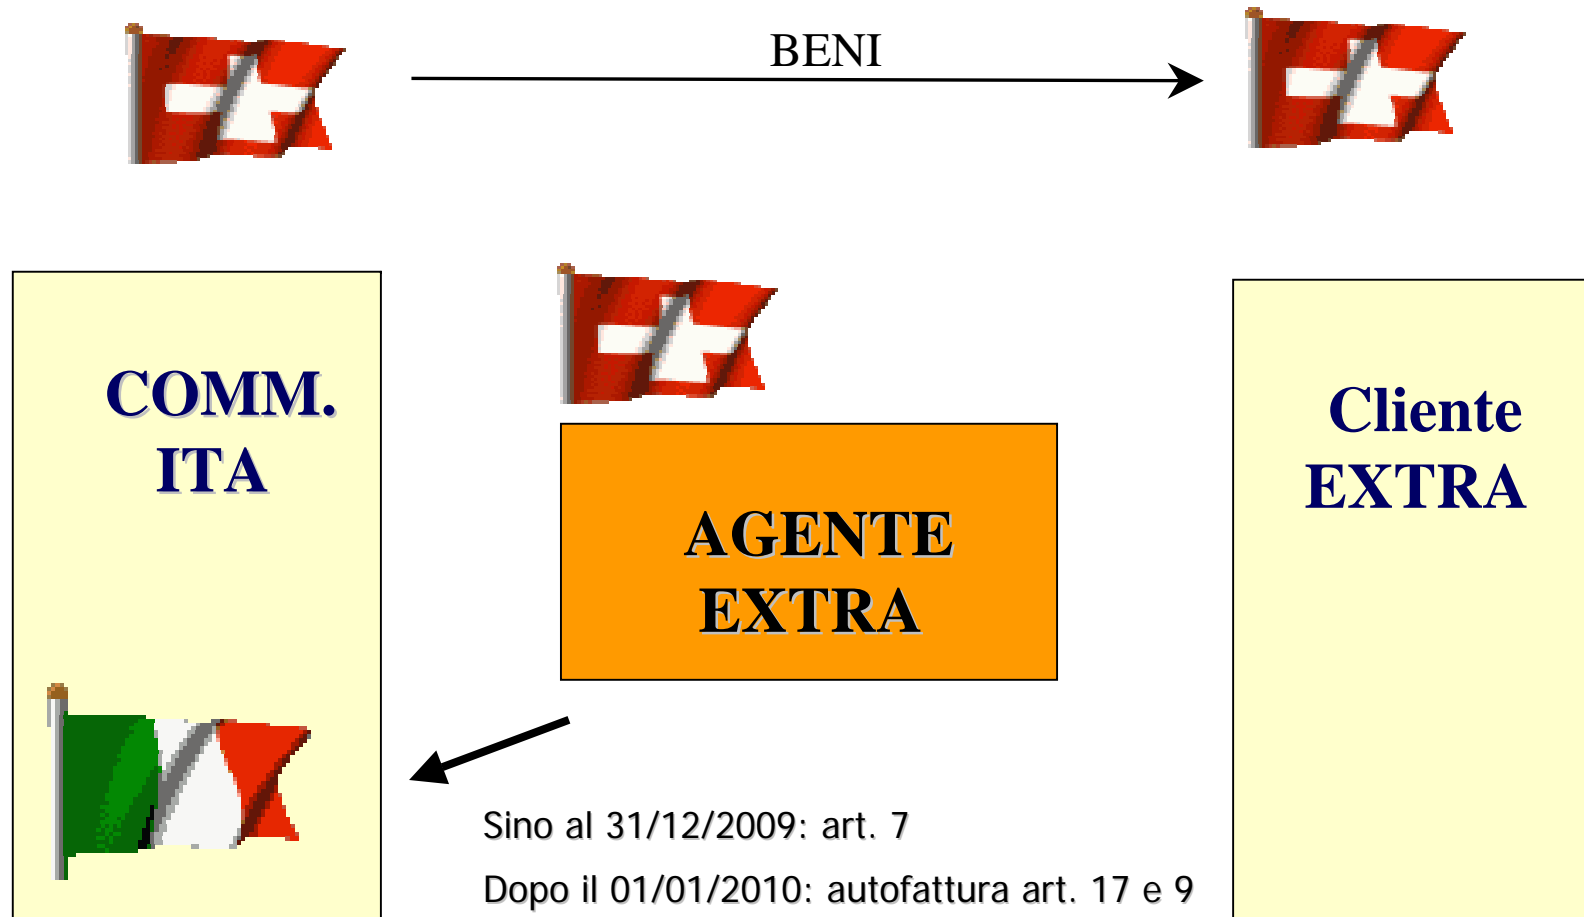 BENI
COMM.
ITA
AGENTE
EXTRA
Cliente
EXTRA
Sino al 31/12/2009: art. 7
Dopo il 01/01/2010: autofattura art. 17 e 9